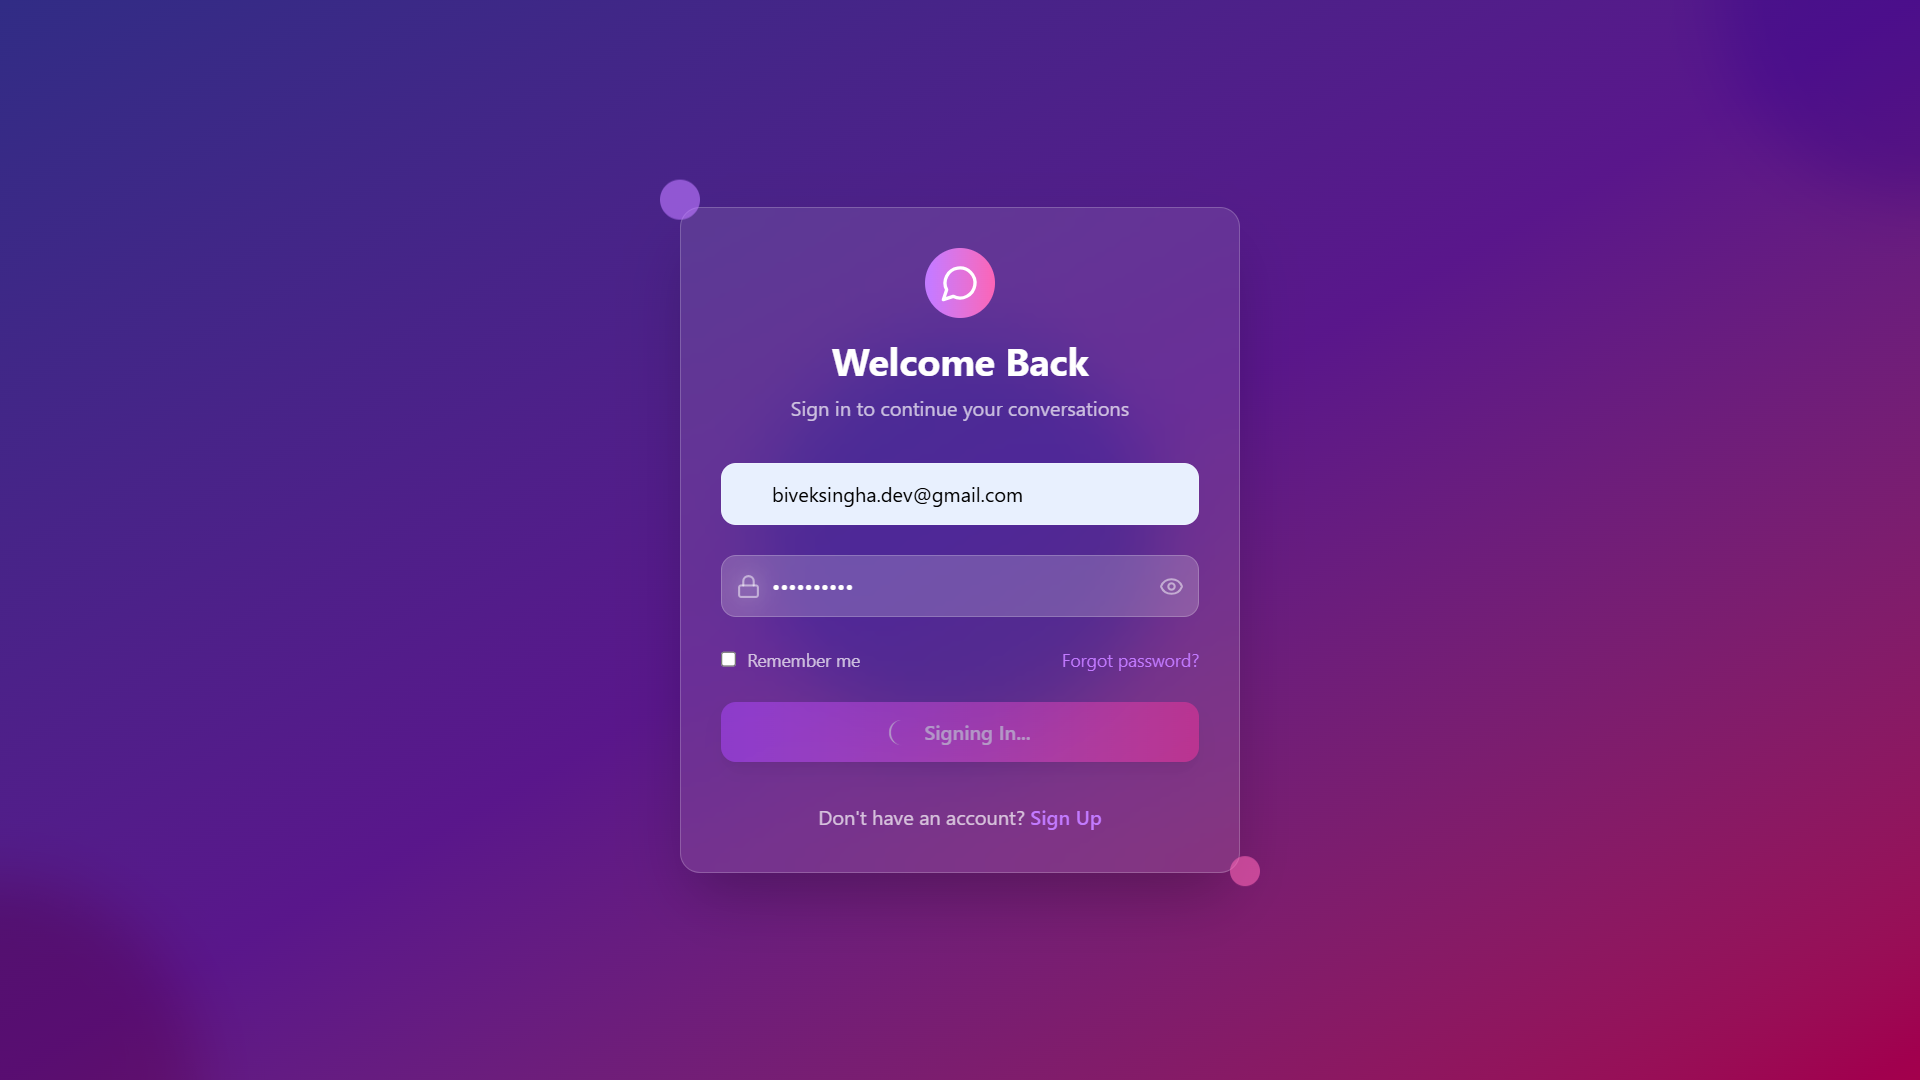 Welcome Back
Sign in to continue your conversations
biveksingha.dev@gmail.com
••••••••••
Remember me
Forgot password?
Signing In...
Don't have an account? Sign Up